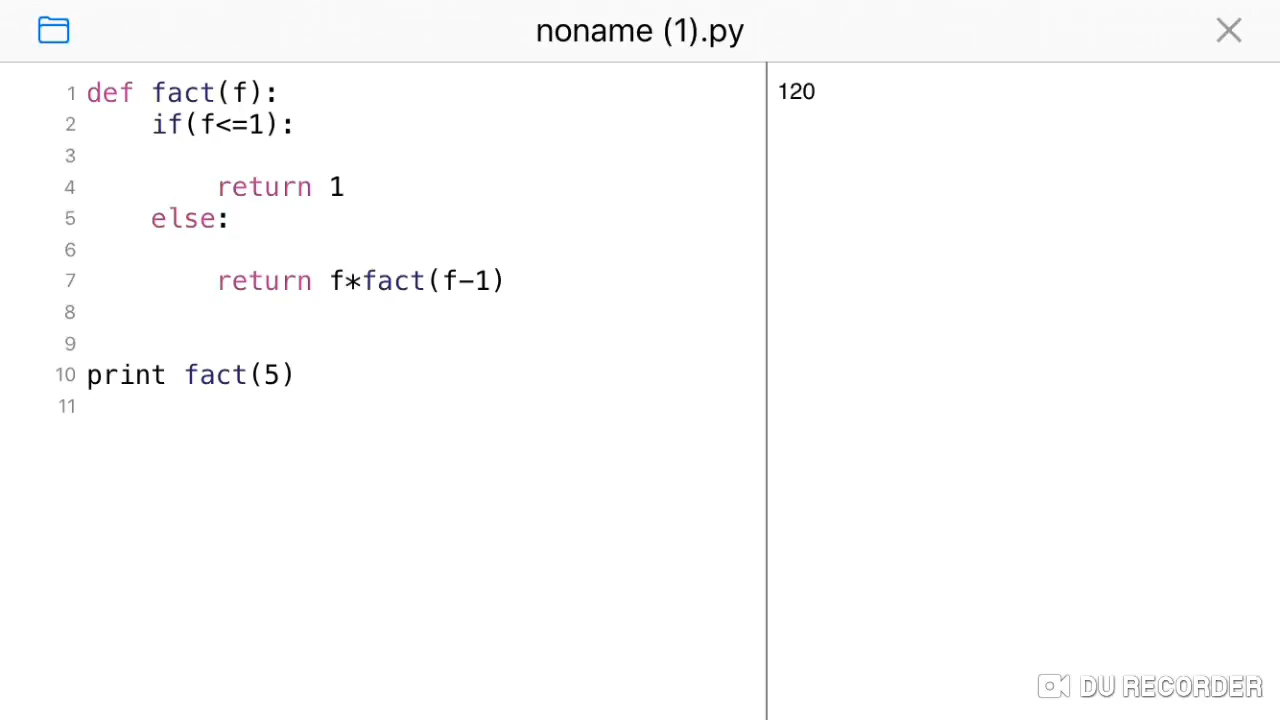 noname (1).py
1 def fact(f):
2     if(f<=1):
3
4         return 1
5     else:
6
7         return f*fact(f-1)
8
9
10 print fact(5)
11
120
DU RECORDER